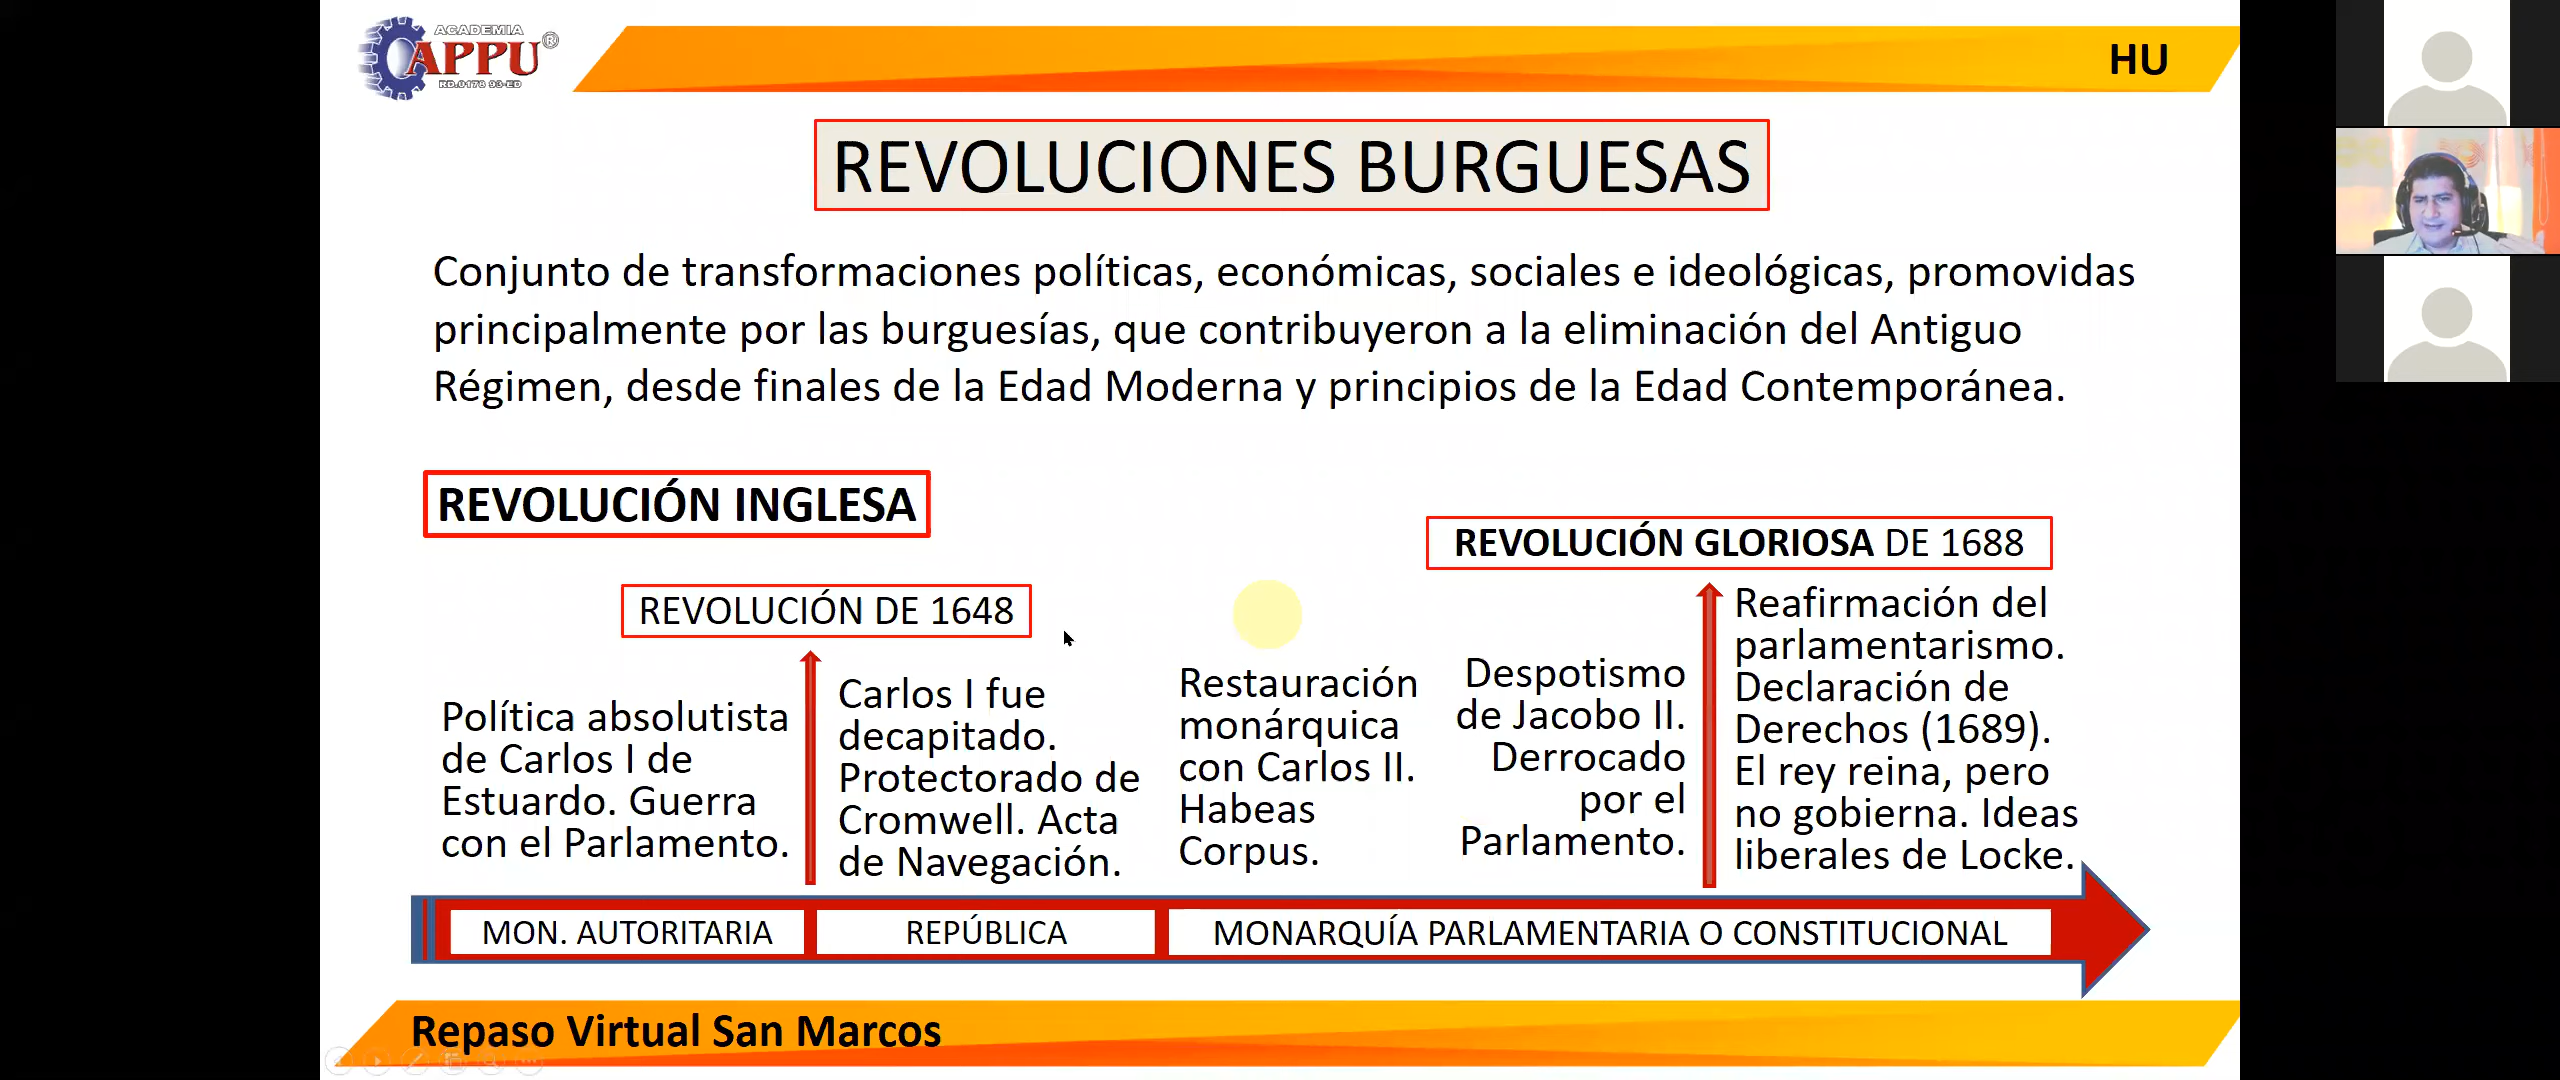 ACADEMIA
APPU®
RD.0178 93-ED
HU
REVOLUCIONES BURGUESAS
Conjunto de transformaciones políticas, económicas, sociales e ideológicas, promovidas
principalmente por las burguesías, que contribuyeron a la eliminación del Antiguo
Régimen, desde finales de la Edad Moderna y principios de la Edad Contemporánea.
REVOLUCIÓN INGLESA
REVOLUCIÓN DE 1648
Política absolutista
de Carlos I de
Estuardo. Guerra
con el Parlamento.
Carlos I fue
decapitado.
Protectorado de
Cromwell. Acta
de Navegación.
Restauración
monárquica
con Carlos II.
Habeas
Corpus.
REVOLUCIÓN GLORIOSA DE 1688
Despotismo
de Jacobo II.
Derrocado
por el
Parlamento.
Reafirmación del
parlamentarismo.
Declaración de
Derechos (1689).
El rey reina, pero
no gobierna. Ideas
liberales de Locke.
MON. AUTORITARIA
REPÚBLICA
MONARQUÍA PARLAMENTARIA O CONSTITUCIONAL
Repaso Virtual San Marcos